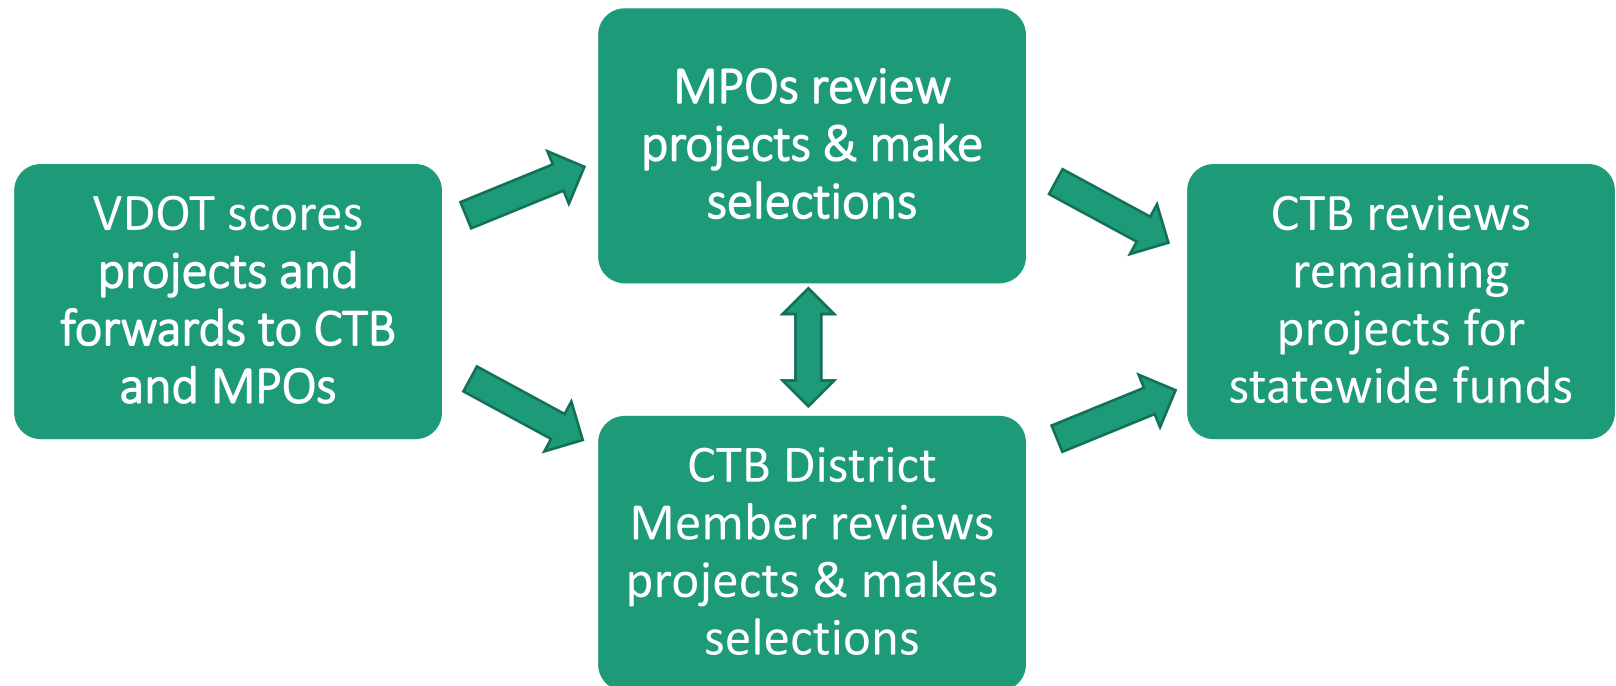 VDOT scores
projects and
forwards to CTB
and MPOs
MPOs review
projects & make
selections
CTB District
Member reviews
projects & makes
selections
CTB reviews
remaining
projects for
statewide funds